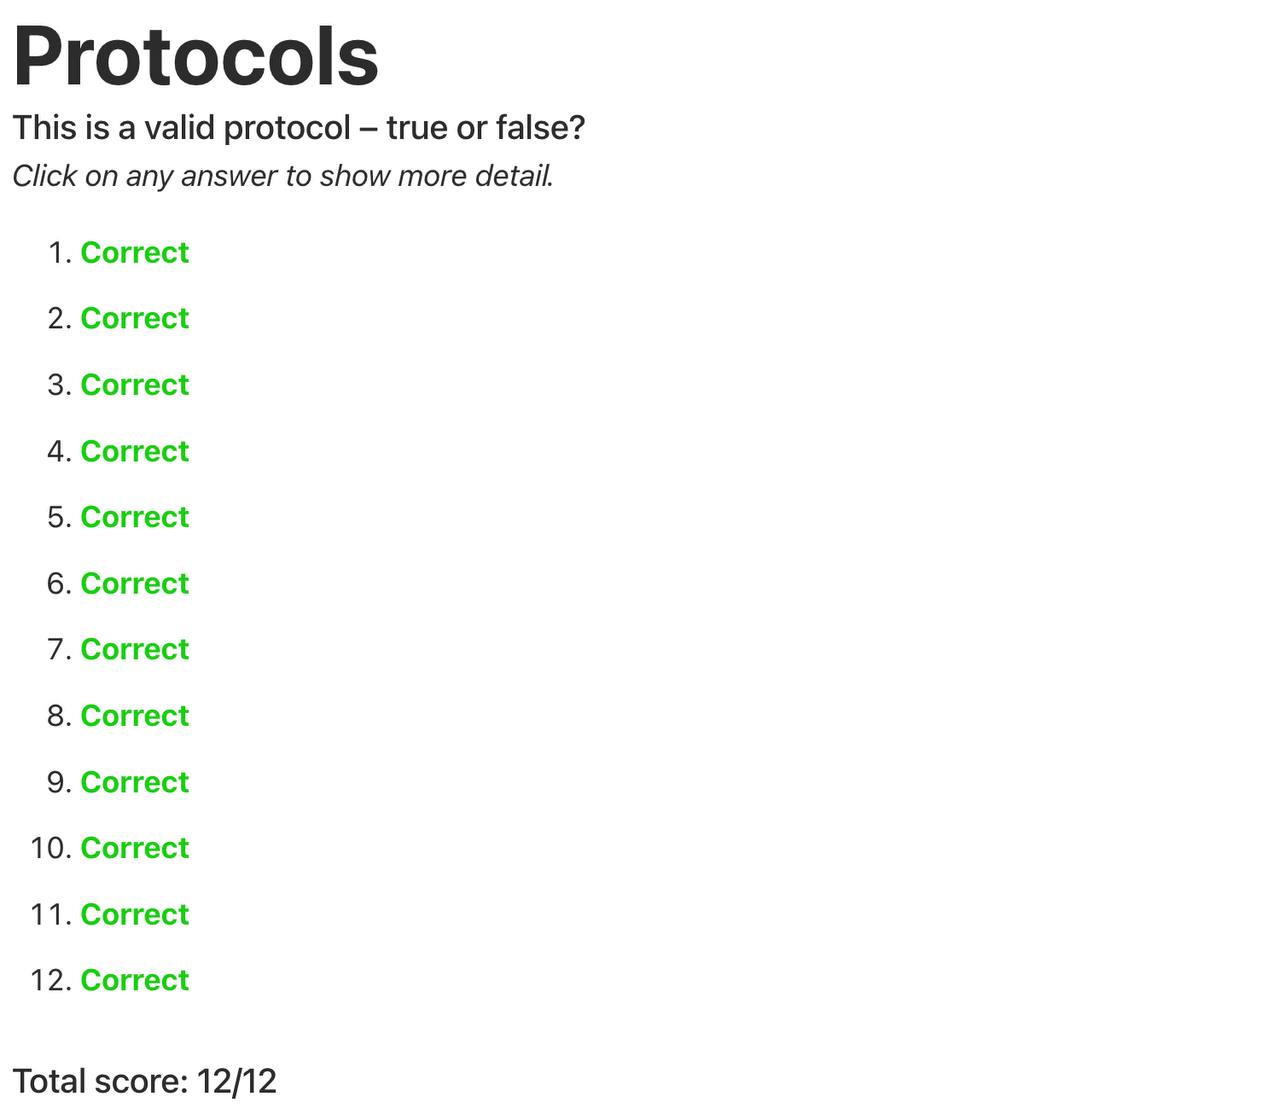 Protocols
This is a valid protocol – true or false?
Click on any answer to show more detail.
1. Correct
2. Correct
3. Correct
4. Correct
5. Correct
6. Correct
7. Correct
8. Correct
9. Correct
10. Correct
11. Correct
12. Correct
Total score: 12/12